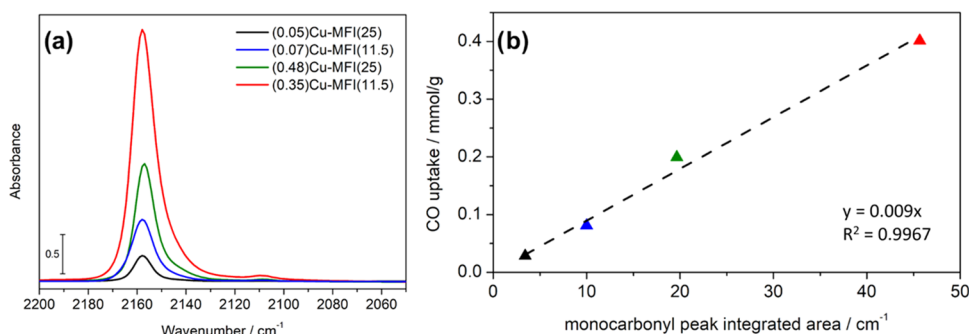 (a)
(0.05)Cu-MFI(25)
(0.07)Cu-MFI(11.5)
(0.48)Cu-MFI(25)
(0.35)Cu-MFI(11.5)
Absorbance
0.5
2200 2180 2160 2140 2120 2100 2080 2060
Wavenumber / cm⁻¹
(b)
CO uptake / mmol/g
0.4
0.3
0.2
0.1
0.0
y = 0.009x
R² = 0.9967
0 10 20 30 40 50
monocarbonyl peak integrated area / cm⁻¹